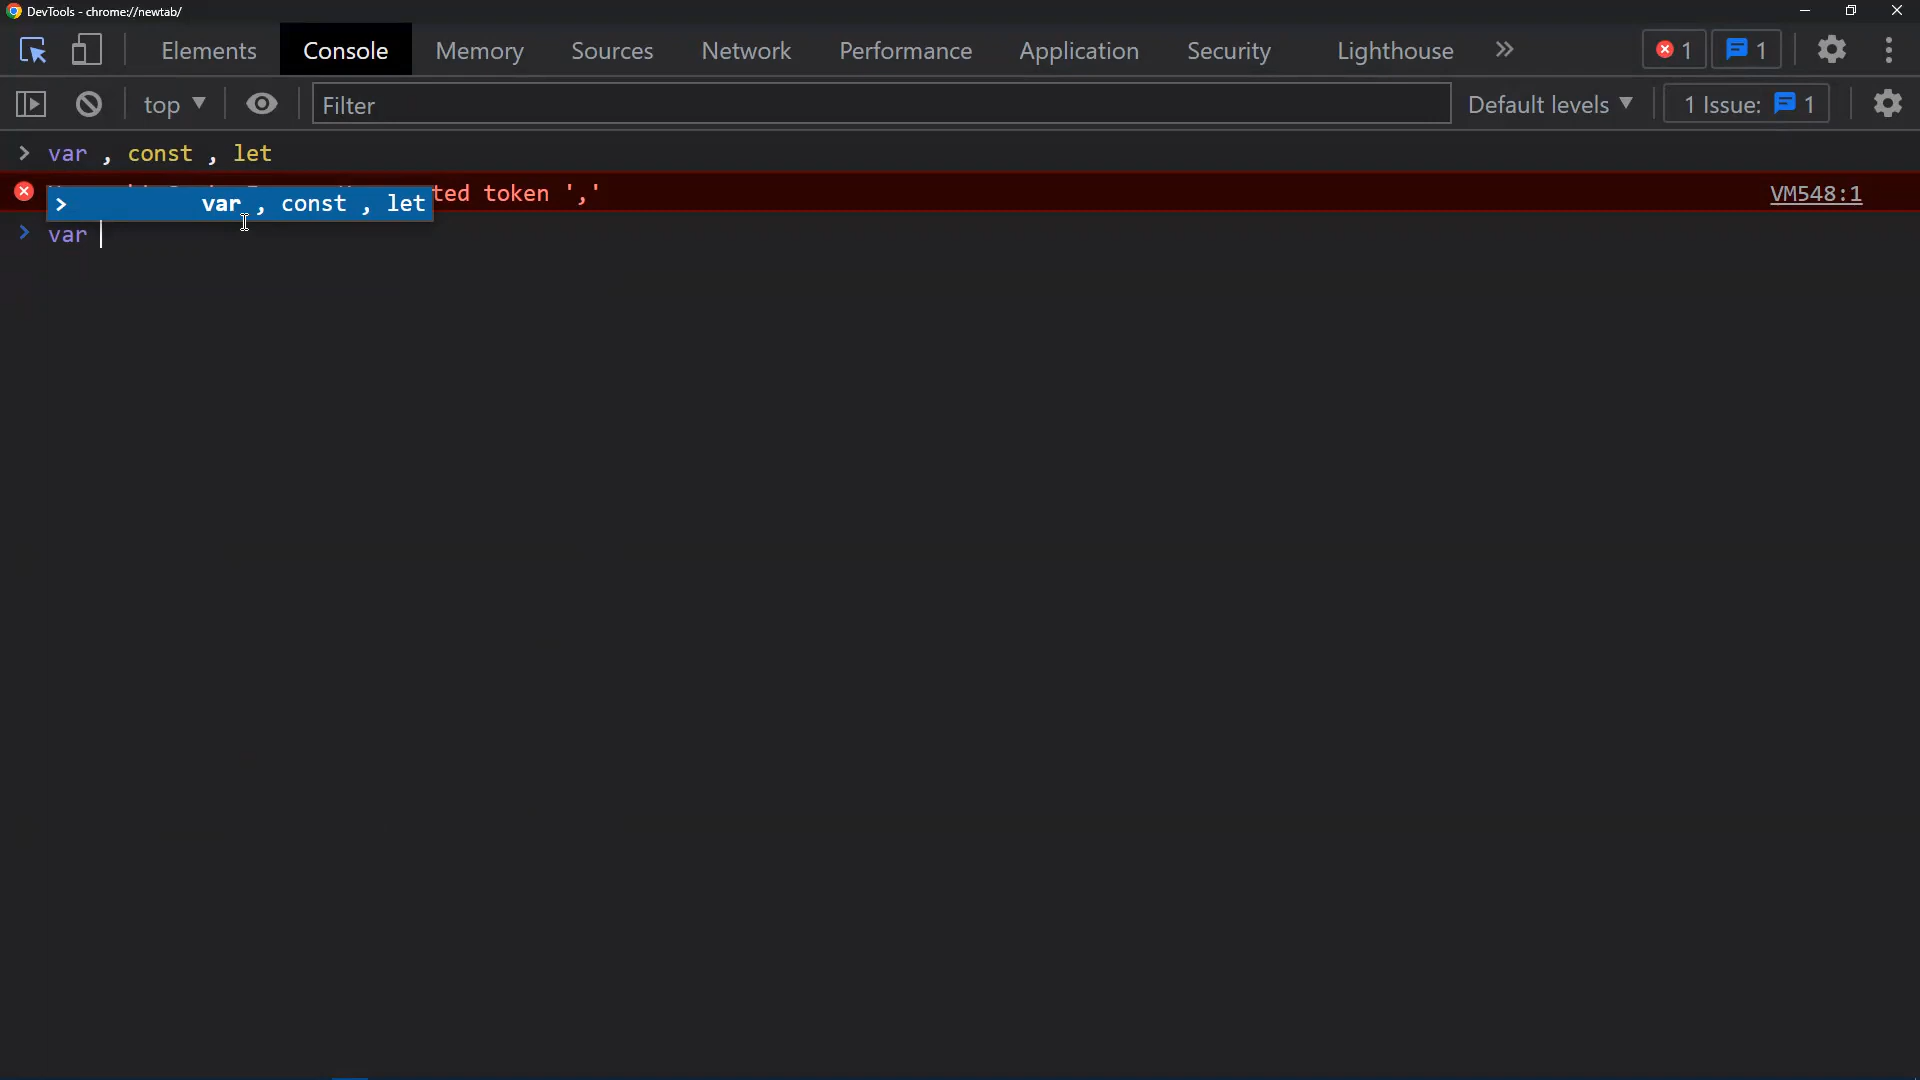 DevTools - chrome://newtab/
Elements Console Memory Sources Network Performance Application Security Lighthouse 1 1
top Filter Default levels 1 Issue: 1
> var , const , let
ted token ',' VM548:1
> var , const , let
> var